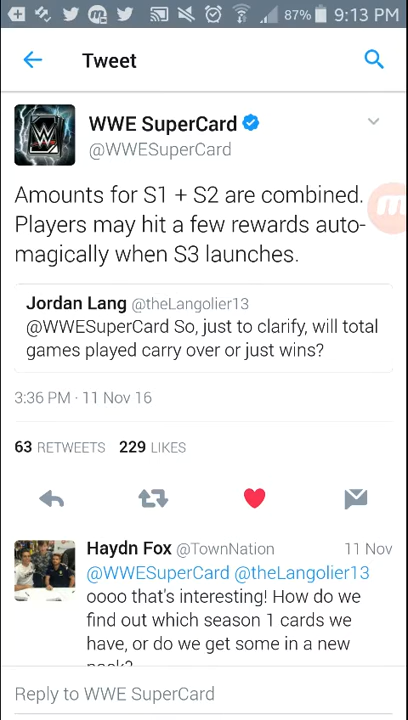 87% 9:13 PM
Tweet
WWE SuperCard
@WWESuperCard
Amounts for S1 + S2 are combined.
Players may hit a few rewards auto-
magically when S3 launches.
Jordan Lang @theLangolier13
@WWESuperCard So, just to clarify, will total
games played carry over or just wins?
3:36 PM · 11 Nov 16
63 RETWEETS 229 LIKES
Haydn Fox @TownNation 11 Nov
@WWESuperCard @theLangolier13
oooo that's interesting! How do we
find out which season 1 cards we
have, or do we get some in a new
Reply to WWE SuperCard